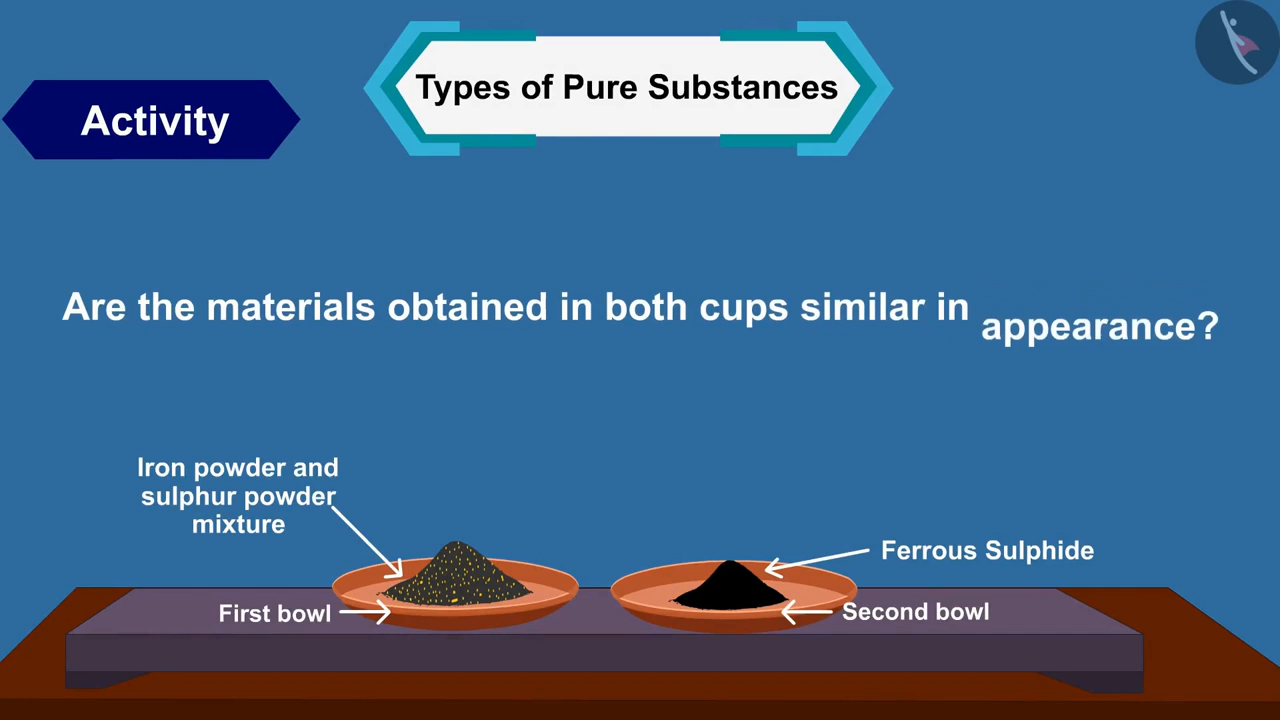 Types of Pure Substances
Activity
Are the materials obtained in both cups similar in appearance?
Iron powder and
sulphur powder
mixture
Ferrous Sulphide
First bowl
Second bowl